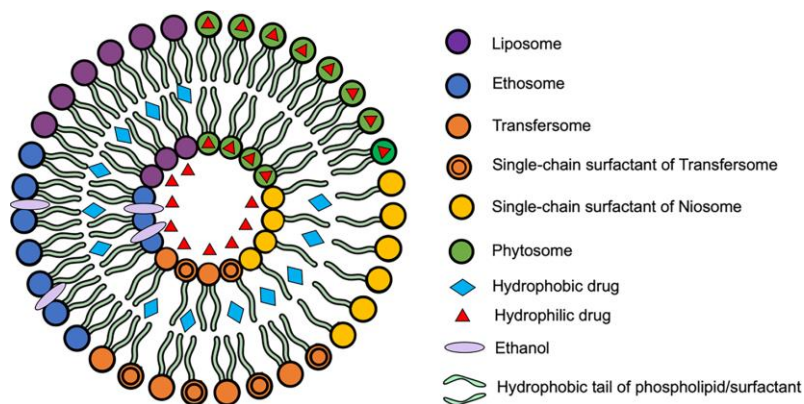 Liposome
Ethosome
Transfersome
Single-chain surfactant of Transfersome
Single-chain surfactant of Niosome
Phytosome
Hydrophobic drug
Hydrophilic drug
Ethanol
Hydrophobic tail of phospholipid/surfactant